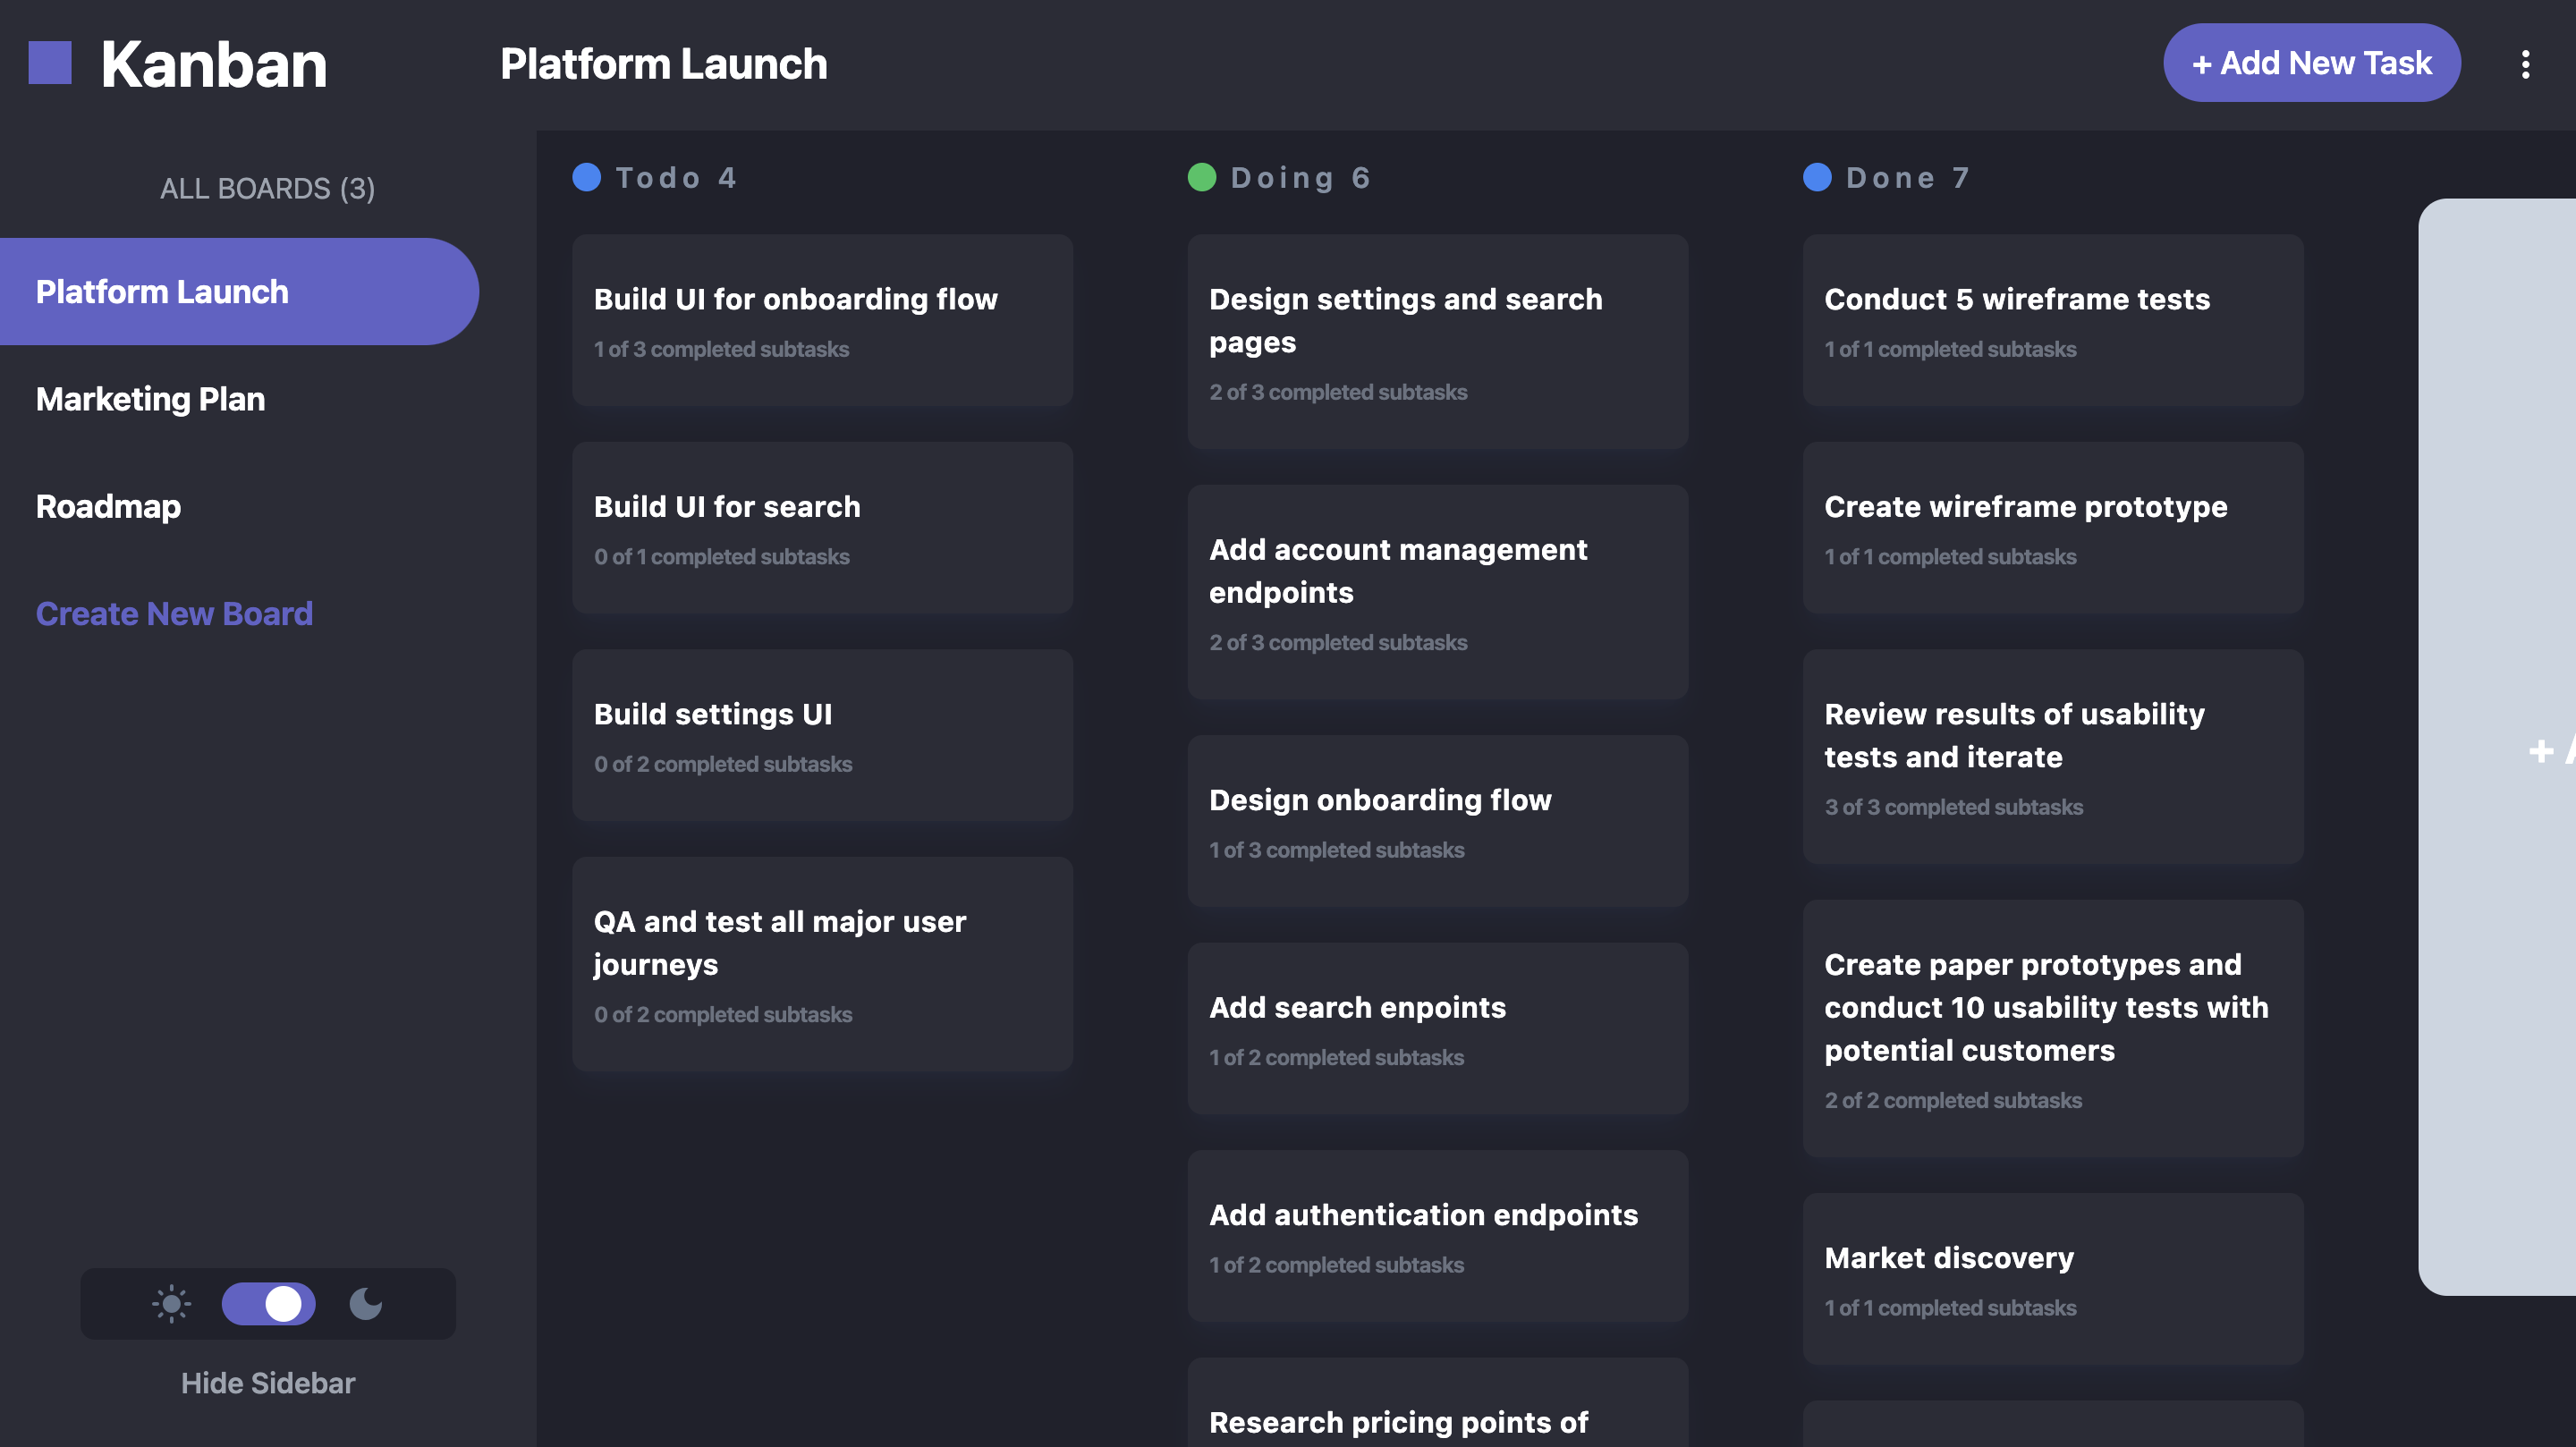 Kanban
Platform Launch
+ Add New Task
ALL BOARDS (3)
Platform Launch
Marketing Plan
Roadmap
Create New Board
Hide Sidebar
Todo 4
Build UI for onboarding flow
1 of 3 completed subtasks
Build UI for search
0 of 1 completed subtasks
Build settings UI
0 of 2 completed subtasks
QA and test all major user
journeys
0 of 2 completed subtasks
Doing 6
Design settings and search
pages
2 of 3 completed subtasks
Add account management
endpoints
2 of 3 completed subtasks
Design onboarding flow
1 of 3 completed subtasks
Add search enpoints
1 of 2 completed subtasks
Add authentication endpoints
1 of 2 completed subtasks
Research pricing points of
Done 7
Conduct 5 wireframe tests
1 of 1 completed subtasks
Create wireframe prototype
1 of 1 completed subtasks
Review results of usability
tests and iterate
3 of 3 completed subtasks
Create paper prototypes and
conduct 10 usability tests with
potential customers
2 of 2 completed subtasks
Market discovery
1 of 1 completed subtasks
+